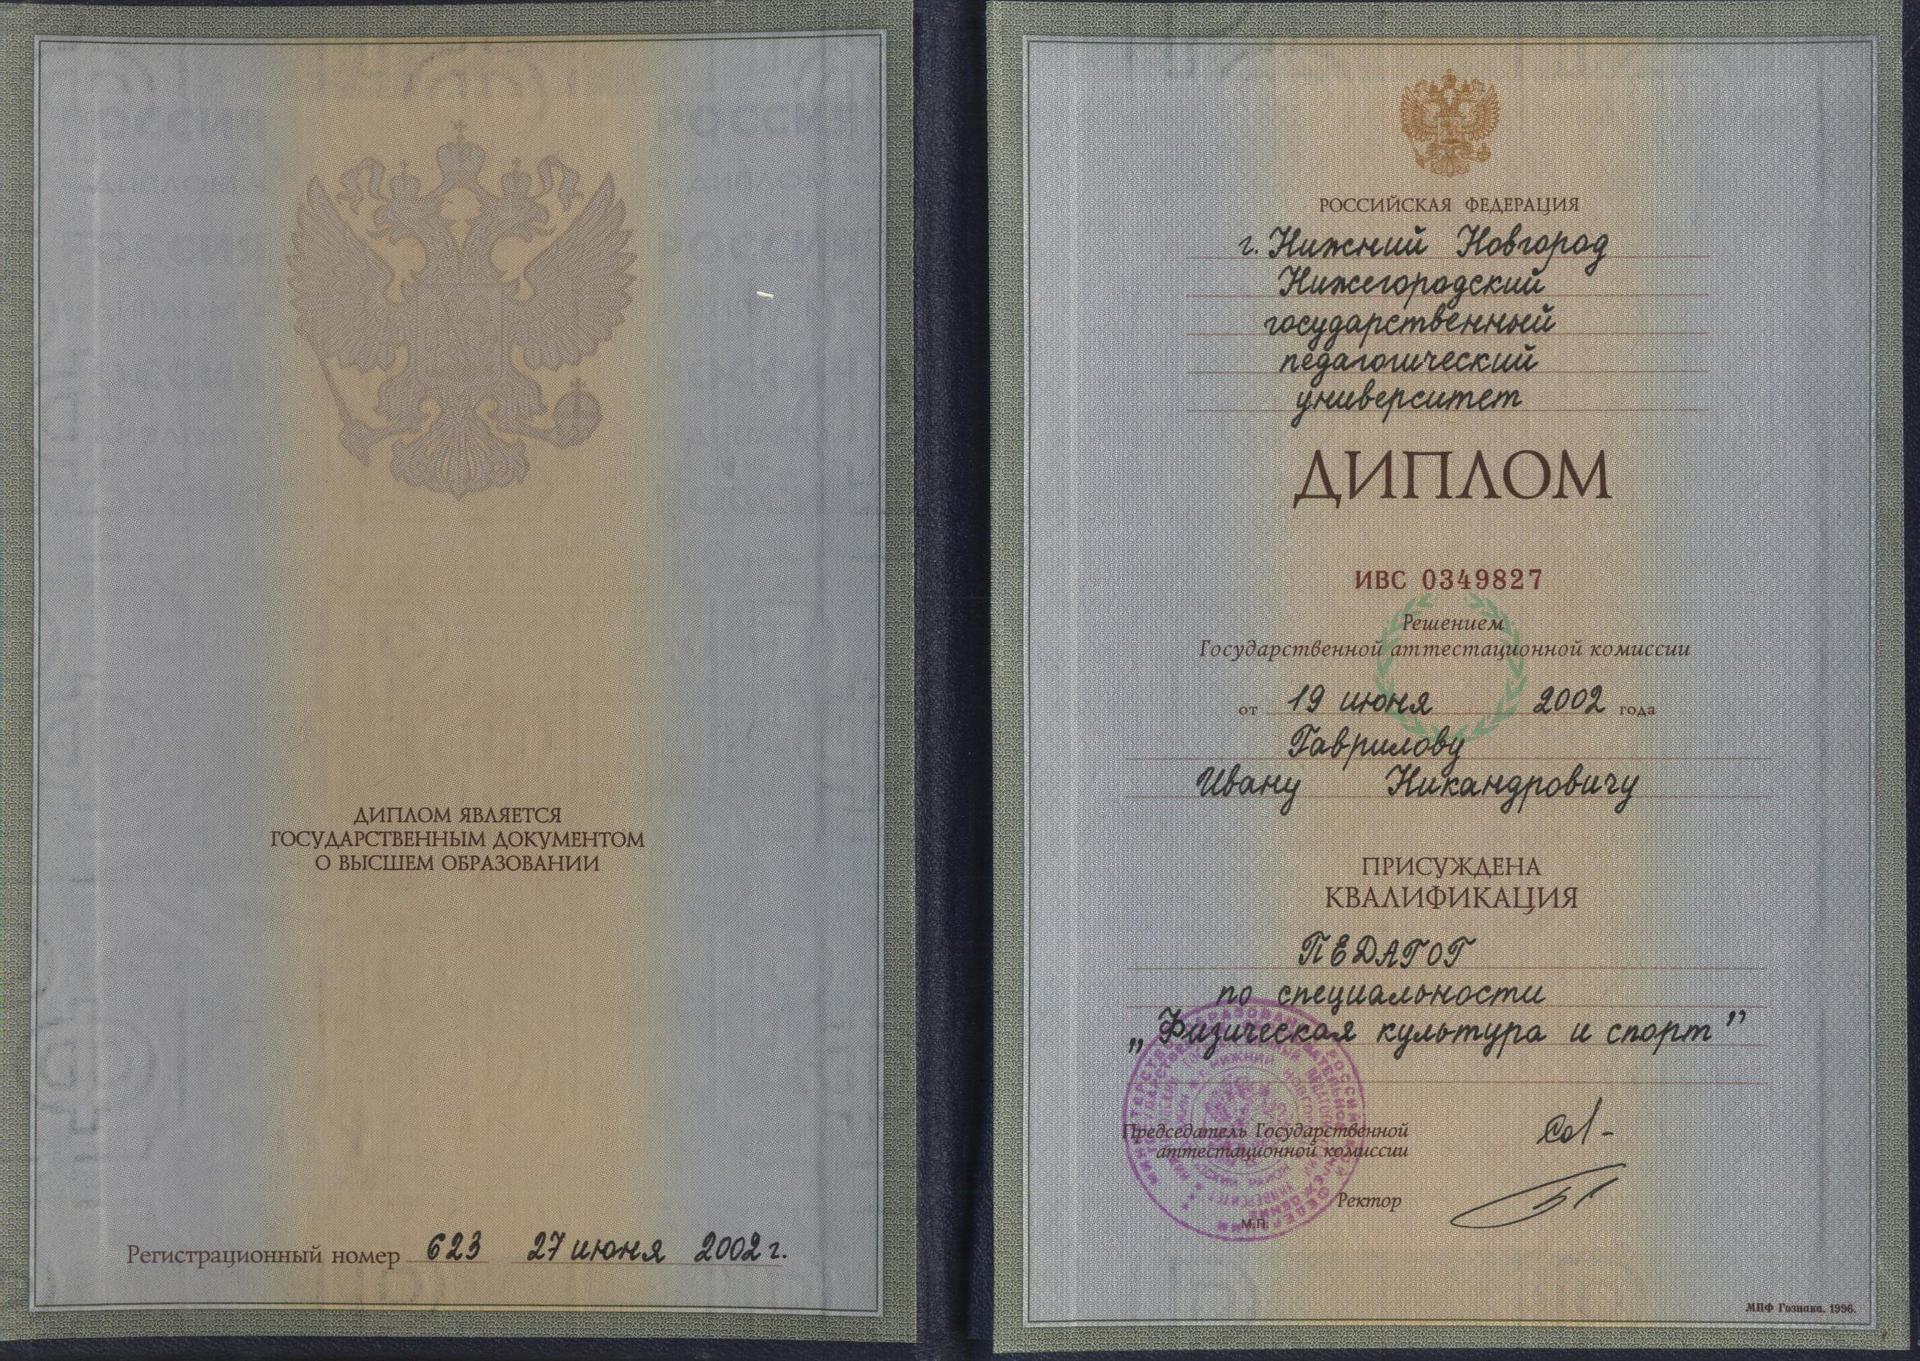 ДИПЛОМ ЯВЛЯЕТСЯ
ГОСУДАРСТВЕННЫМ ДОКУМЕНТОМ
О ВЫСШЕМ ОБРАЗОВАНИИ
Регистрационный номер 623 27 июня 2002 г.
РОССИЙСКАЯ ФЕДЕРАЦИЯ
г. Нижний Новгород
Нижегородский
государственный
педагогический
университет
ДИПЛОМ
ИВС 0349827
Решением
Государственной аттестационной комиссии
от 19 июня 2002 года
Гаврилову
Ивану Никандровичу
ПРИСУЖДЕНА
КВАЛИФИКАЦИЯ
ПЕДАГОГ
по специальности
„Физическая культура и спорт”
Председатель Государственной
аттестационной комиссии
Ректор
М.П.
МПФ Гознака. 1996.